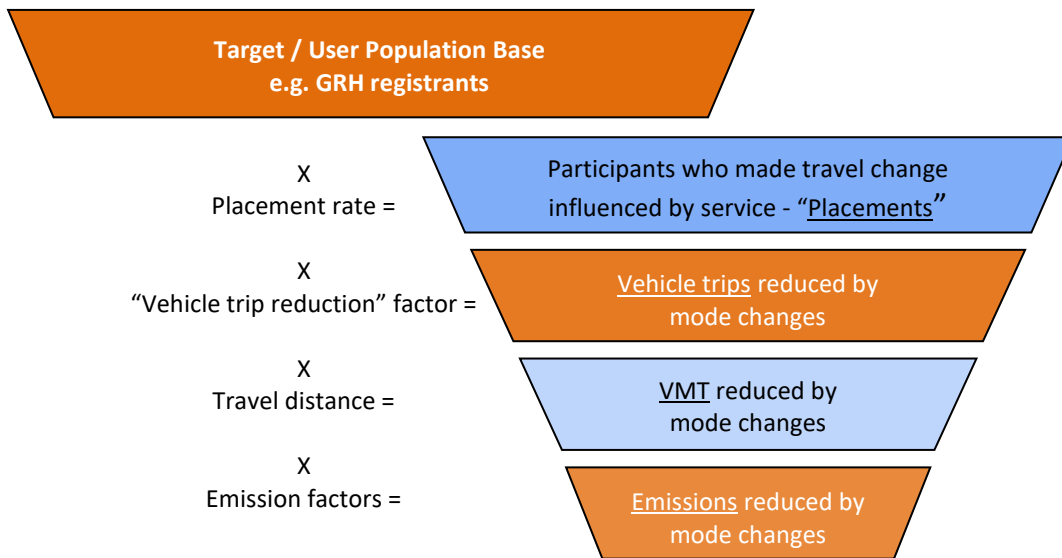 Target / User Population Base
e.g. GRH registrants
X
Placement rate =
Participants who made travel change
influenced by service - “Placements”
X
“Vehicle trip reduction” factor =
Vehicle trips reduced by
mode changes
X
Travel distance =
VMT reduced by
mode changes
X
Emission factors =
Emissions reduced by
mode changes